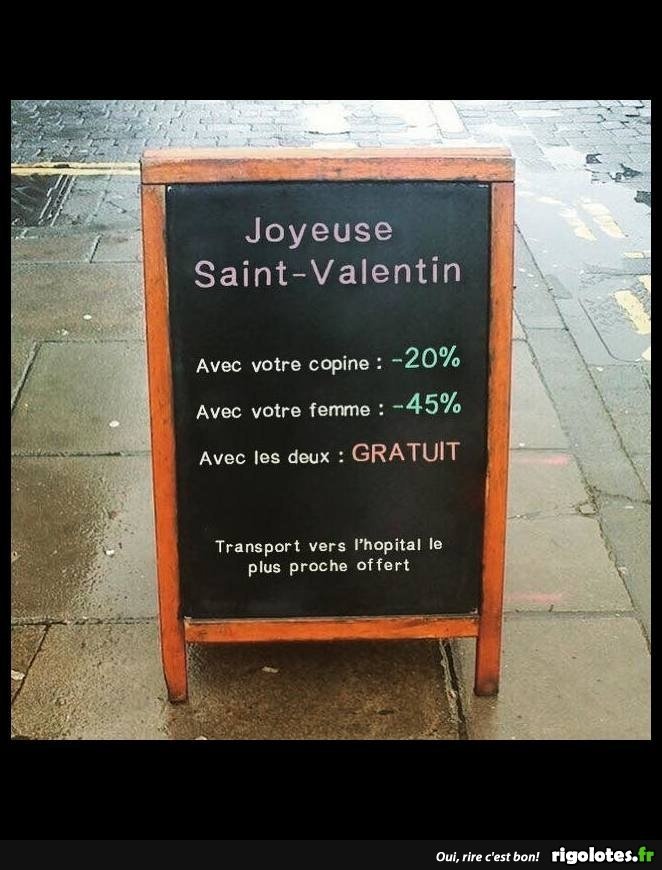 Joyeuse
Saint-Valentin
Avec votre copine : -20%
Avec votre femme : -45%
Avec les deux : GRATUIT
Transport vers l'hopital le
plus proche offert
Oui, rire c'est bon! rigolotes.fr